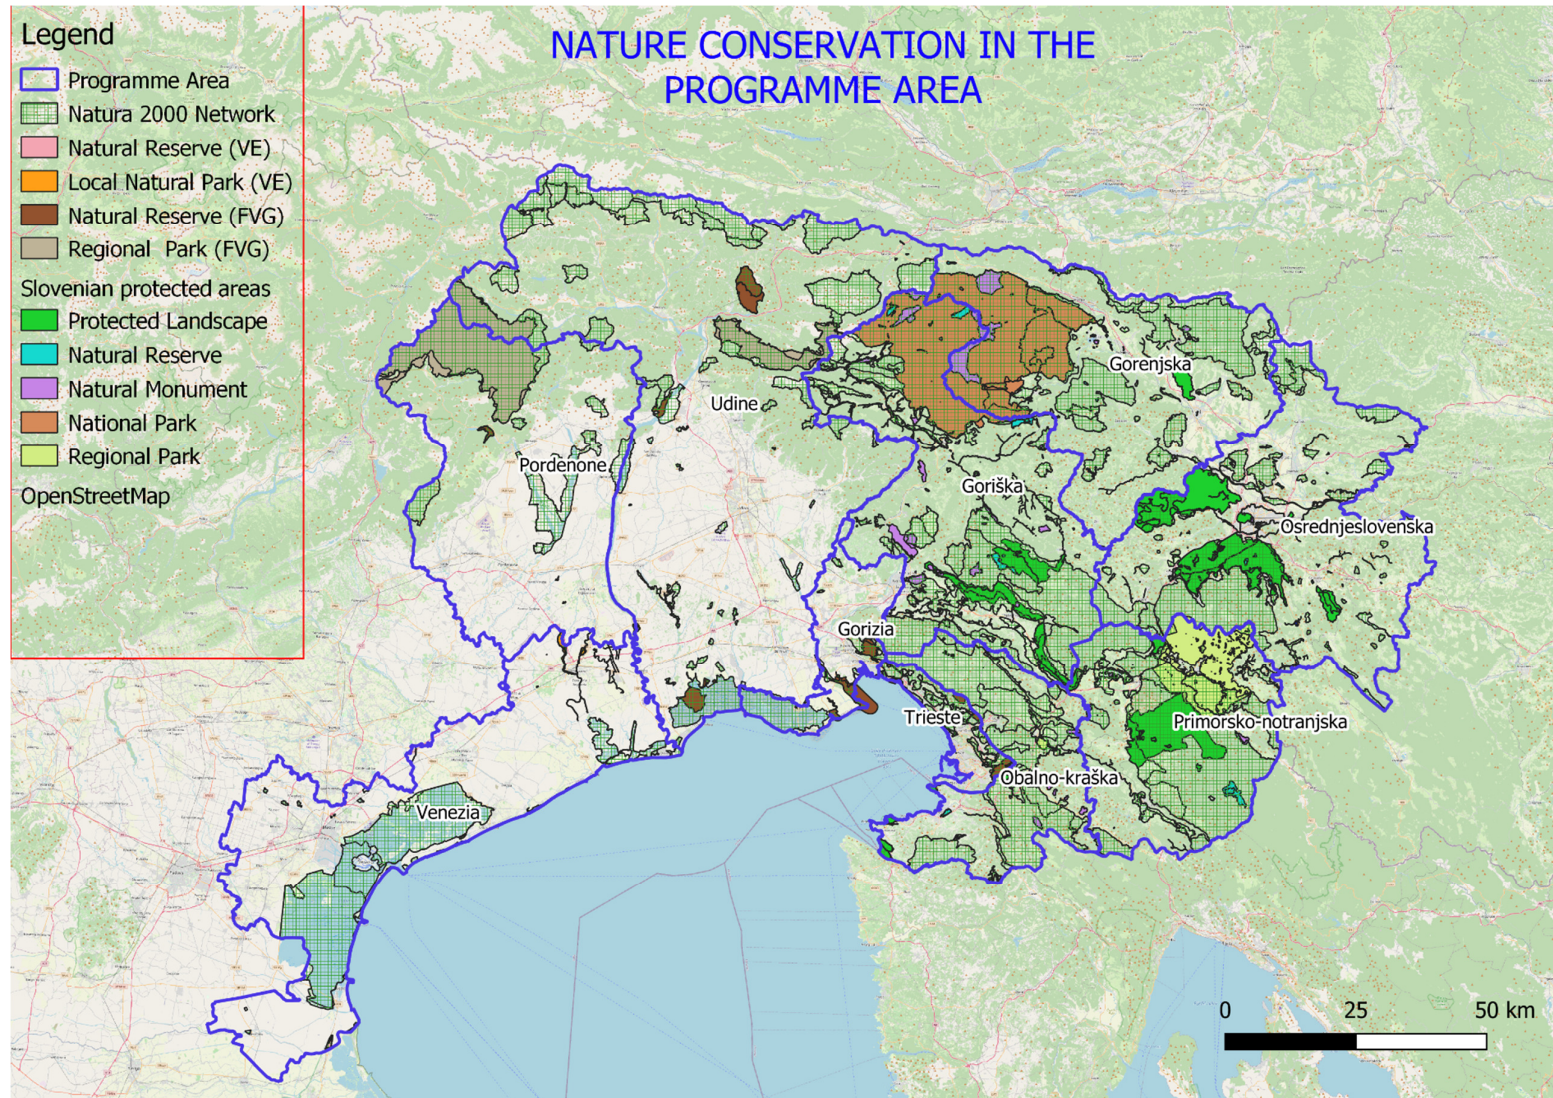 NATURE CONSERVATION IN THE
PROGRAMME AREA
Legend
Programme Area
Natura 2000 Network
Natural Reserve (VE)
Local Natural Park (VE)
Natural Reserve (FVG)
Regional Park (FVG)
Slovenian protected areas
Protected Landscape
Natural Reserve
Natural Monument
National Park
Regional Park
OpenStreetMap
Gorenjska
Udine
Pordenone
Goriška
Osrednjeslovenska
Gorizia
Trieste
Primorsko-notranjska
Obalno-kraška
Venezia
0 25 50 km